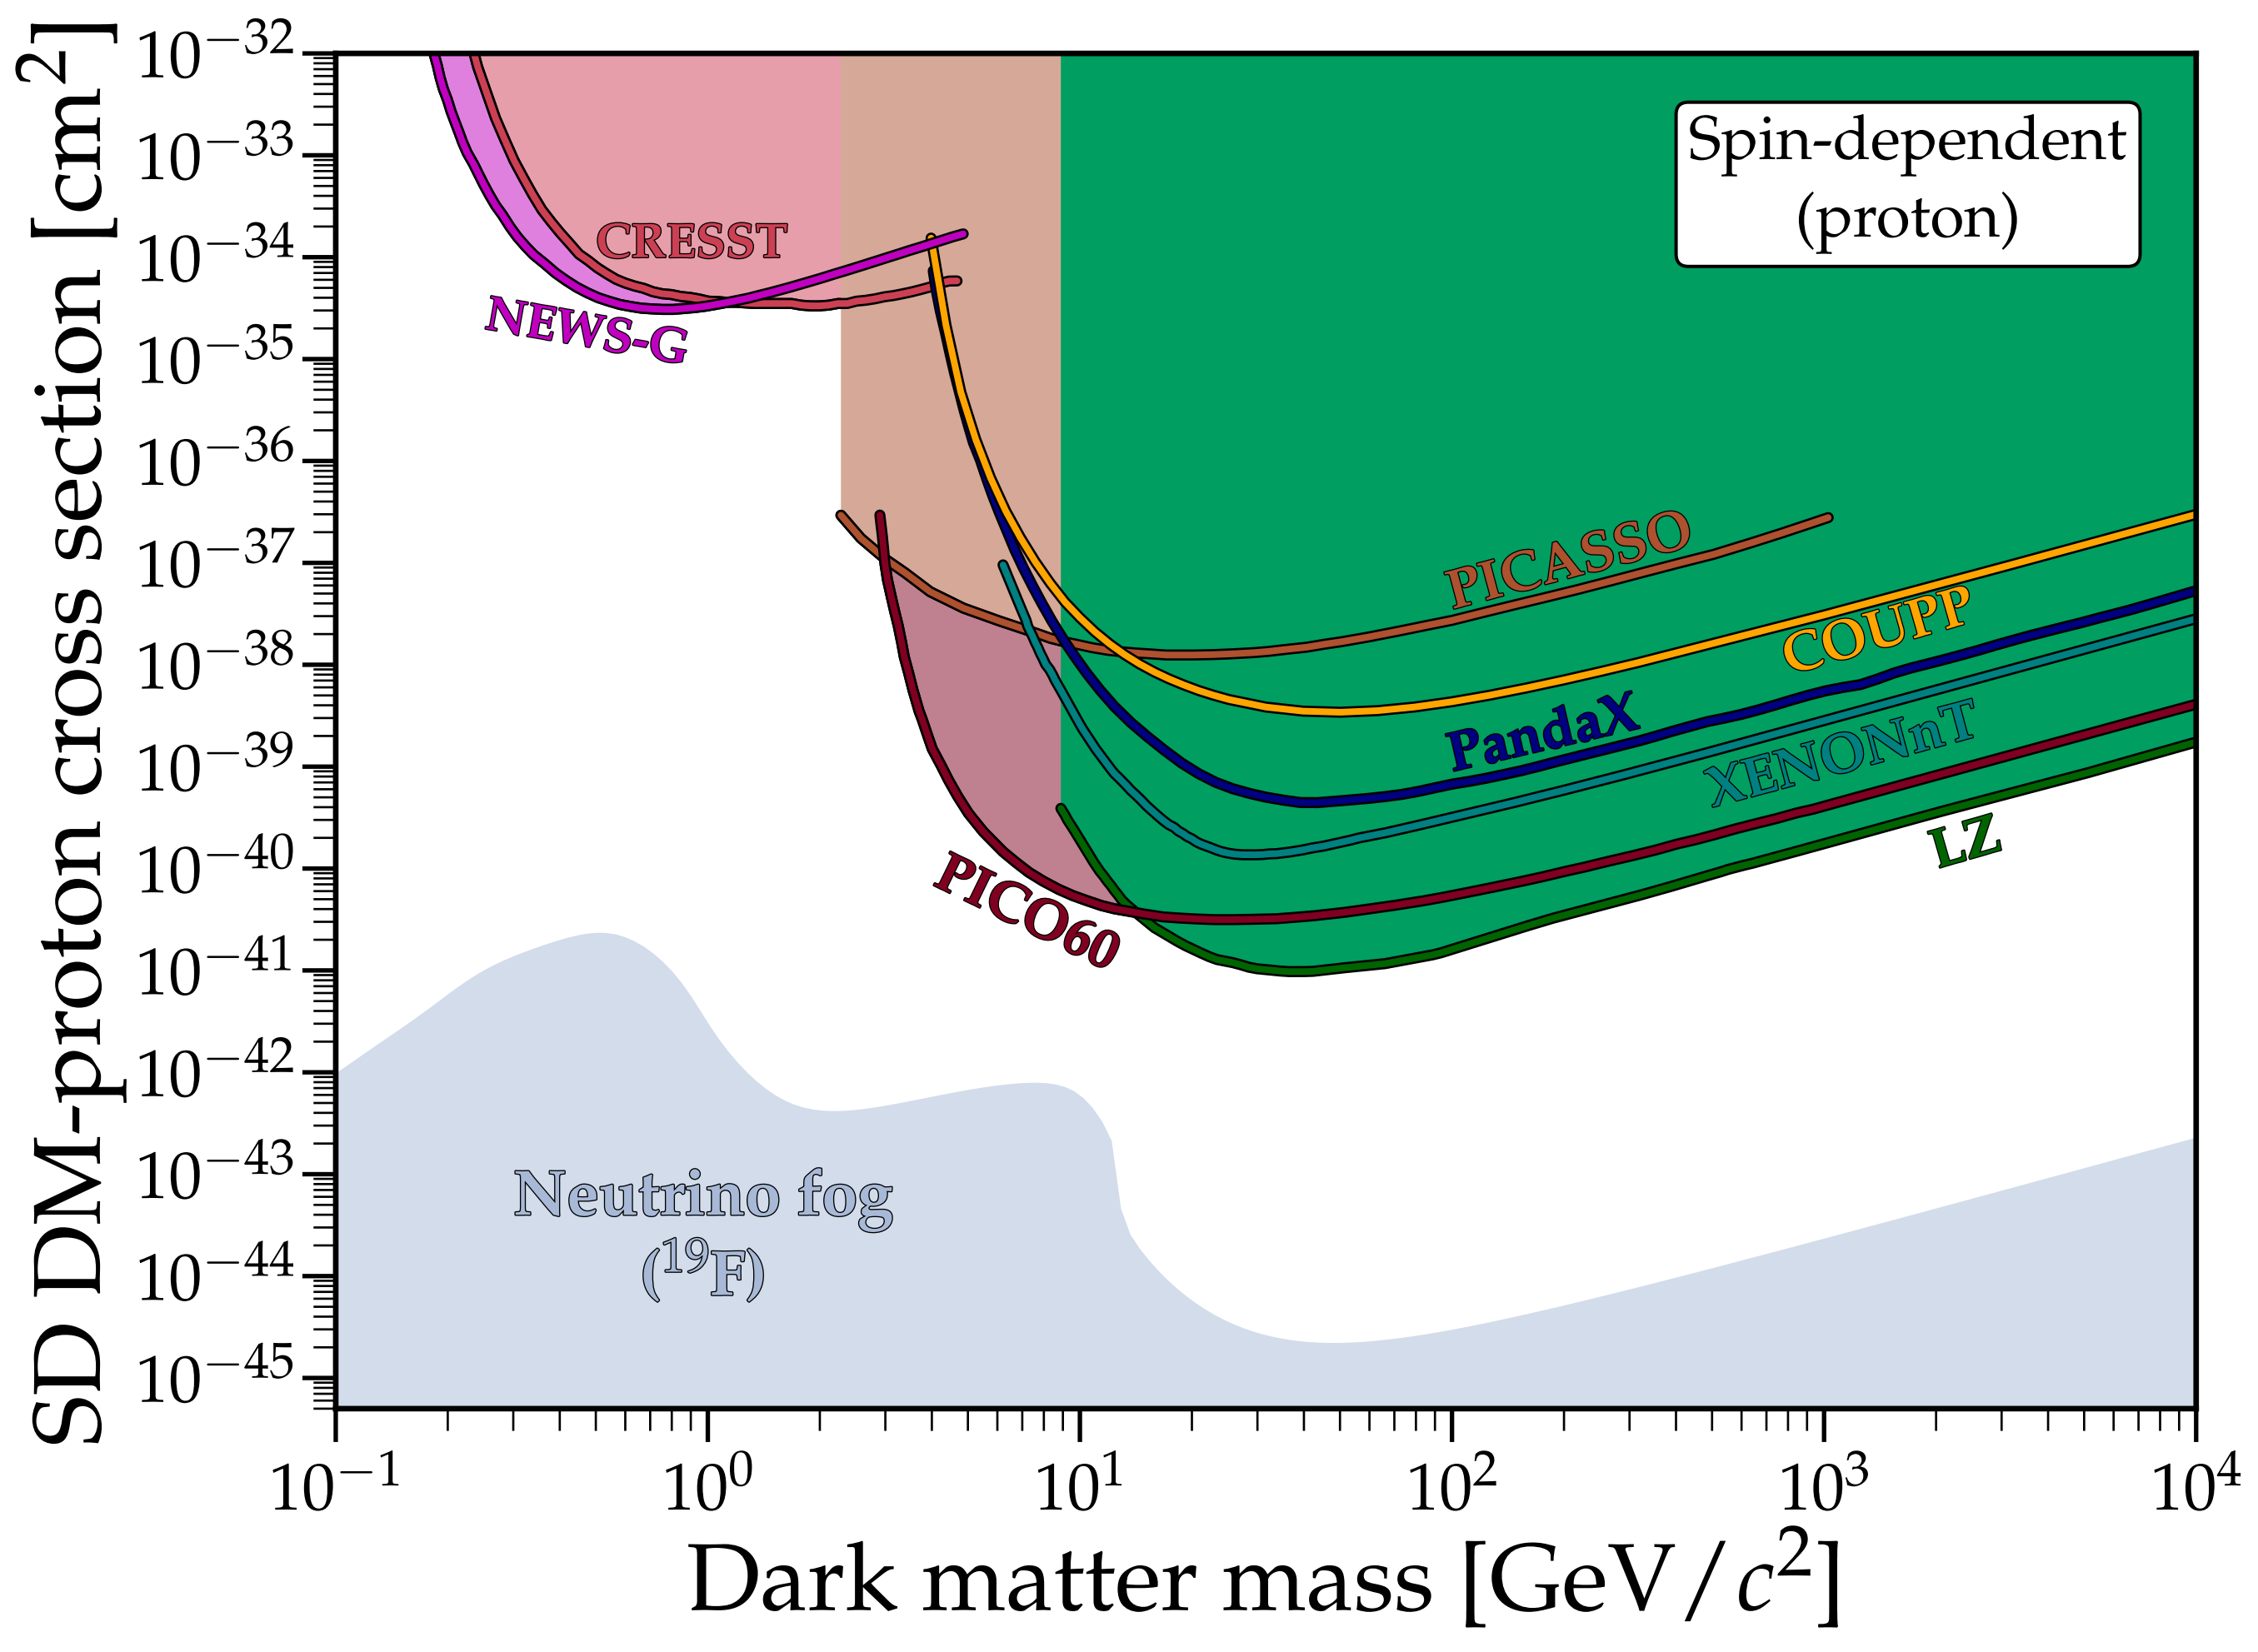 SD DM-proton cross section [cm²]
10⁻³²
10⁻³³
10⁻³⁴
10⁻³⁵
10⁻³⁶
10⁻³⁷
10⁻³⁸
10⁻³⁹
10⁻⁴⁰
10⁻⁴¹
10⁻⁴²
10⁻⁴³
10⁻⁴⁴
10⁻⁴⁵
Spin-dependent
(proton)
CRESST
NEWS-G
PICASSO
COUPP
PandaX
XENONnT
LZ
PICO60
Neutrino fog
(¹⁹F)
10⁻¹
10⁰
10¹
10²
10³
10⁴
Dark matter mass [GeV/c²]